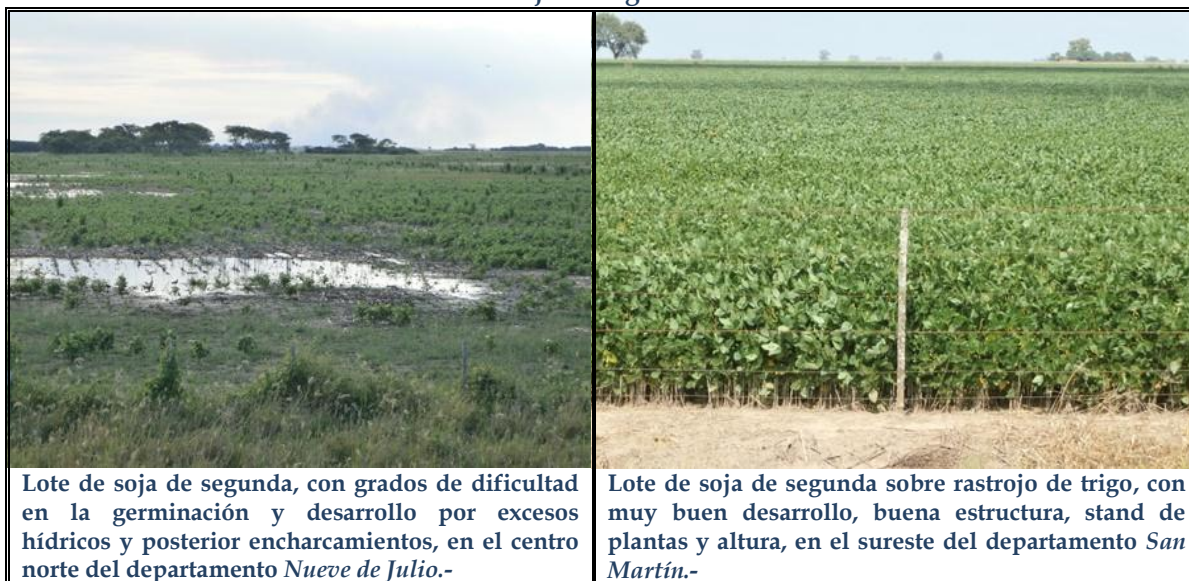 Lote de soja de segunda, con grados de dificultad
en la germinación y desarrollo por excesos
hídricos y posterior encharcamientos, en el centro
norte del departamento Nueve de Julio.-
Lote de soja de segunda sobre rastrojo de trigo, con
muy buen desarrollo, buena estructura, stand de
plantas y altura, en el sureste del departamento San
Martín.-